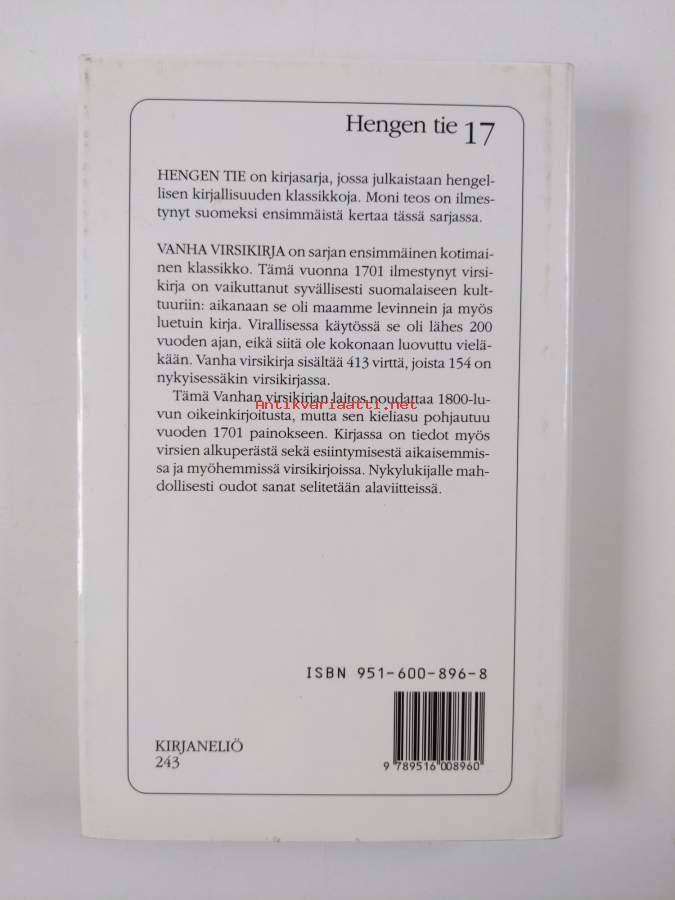 Hengen tie 17
HENGEN TIE on kirjasarja, jossa julkaistaan hengel-
lisen kirjallisuuden klassikkoja. Moni teos on ilmes-
tynyt suomeksi ensimmäistä kertaa tässä sarjassa.
VANHA VIRSIKIRJA on sarjan ensimmäinen kotimai-
nen klassikko. Tämä vuonna 1701 ilmestynyt virsi-
kirja on vaikuttanut syvällisesti suomalaiseen kult-
tuuriin: aikanaan se oli maamme levinnein ja myös
luetuin kirja. Virallisessa käytössä se oli lähes 200
vuoden ajan, eikä siitä ole kokonaan luovuttu vielä-
kään. Vanha virsikirja sisältää 413 virttä, joista 154 on
nykyisessäkin virsikirjassa.
Tämä Vanhan virsikirjan laitos noudattaa 1800-lu-
Antikvariaatti.net
vun oikeinkirjoitusta, mutta sen kieliasu pohjautuu
vuoden 1701 painokseen. Kirjassa on tiedot myös
virsien alkuperästä sekä esiintymisestä aikaisemmis-
sa ja myöhemmissä virsikirjoissa. Nykylukijalle mah-
dollisesti oudot sanat selitetään alaviitteissä.
ISBN 951-600-896-8
KIRJANELIÖ
243
9 789516 008960